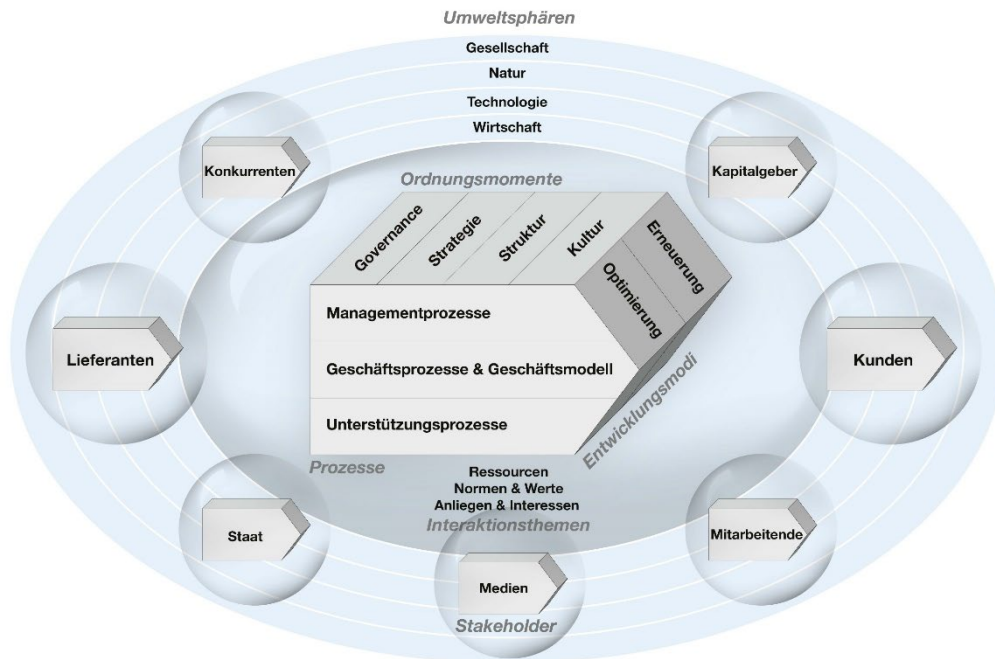 Umweltsphären
Gesellschaft
Natur
Technologie
Wirtschaft
Konkurrenten
Kapitalgeber
Ordnungsmomente
Governance
Strategie
Struktur
Kultur
Erneuerung
Optimierung
Managementprozesse
Geschäftsprozesse & Geschäftsmodell
Unterstützungsprozesse
Lieferanten
Kunden
Entwicklungsmodi
Prozesse
Ressourcen
Normen & Werte
Anliegen & Interessen
Interaktionsthemen
Staat
Mitarbeitende
Medien
Stakeholder